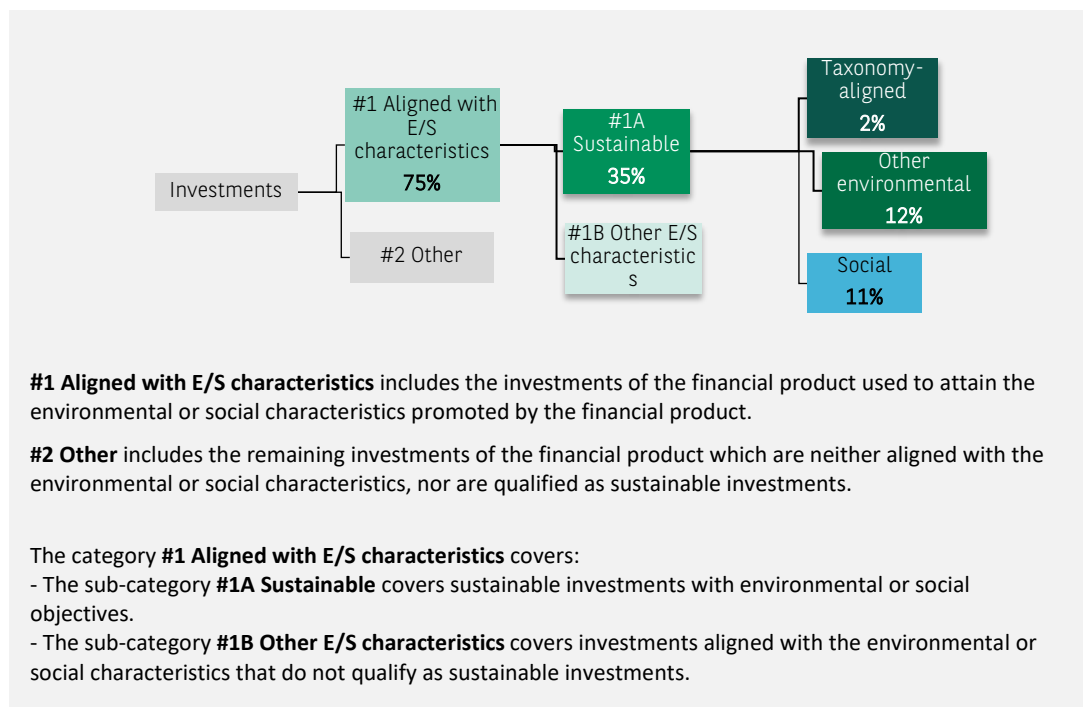 Investments
#1 Aligned with
E/S
characteristics
75%
#2 Other
#1A
Sustainable
35%
#1B Other E/S
characteristic
s
Taxonomy-
aligned
2%
Other
environmental
12%
Social
11%
#1 Aligned with E/S characteristics includes the investments of the financial product used to attain the
environmental or social characteristics promoted by the financial product.
#2 Other includes the remaining investments of the financial product which are neither aligned with the
environmental or social characteristics, nor are qualified as sustainable investments.
The category #1 Aligned with E/S characteristics covers:
- The sub-category #1A Sustainable covers sustainable investments with environmental or social
objectives.
- The sub-category #1B Other E/S characteristics covers investments aligned with the environmental or
social characteristics that do not qualify as sustainable investments.